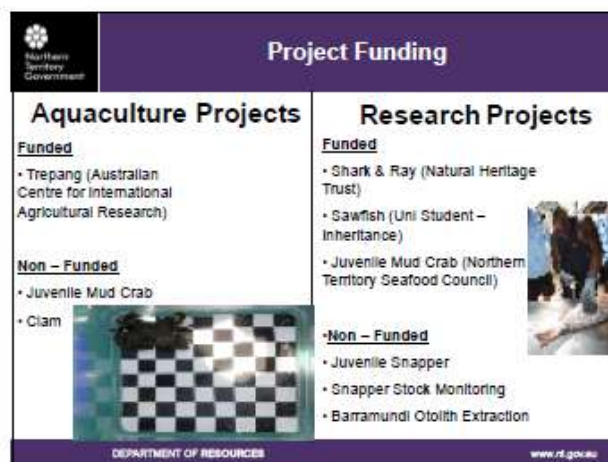 Northern
Territory
Government
Project Funding
Aquaculture Projects
Funded
• Trepang (Australian
Centre for International
Agricultural Research)
Non – Funded
• Juvenile Mud Crab
• Clam
Research Projects
Funded
• Shark & Ray (Natural Heritage
Trust)
• Sawfish (Uni Student –
Inheritance)
• Juvenile Mud Crab (Northern
Territory Seafood Council)
•Non – Funded
• Juvenile Snapper
• Snapper Stock Monitoring
• Barramundi Otolith Extraction
DEPARTMENT OF RESOURCES
www.nt.gov.au